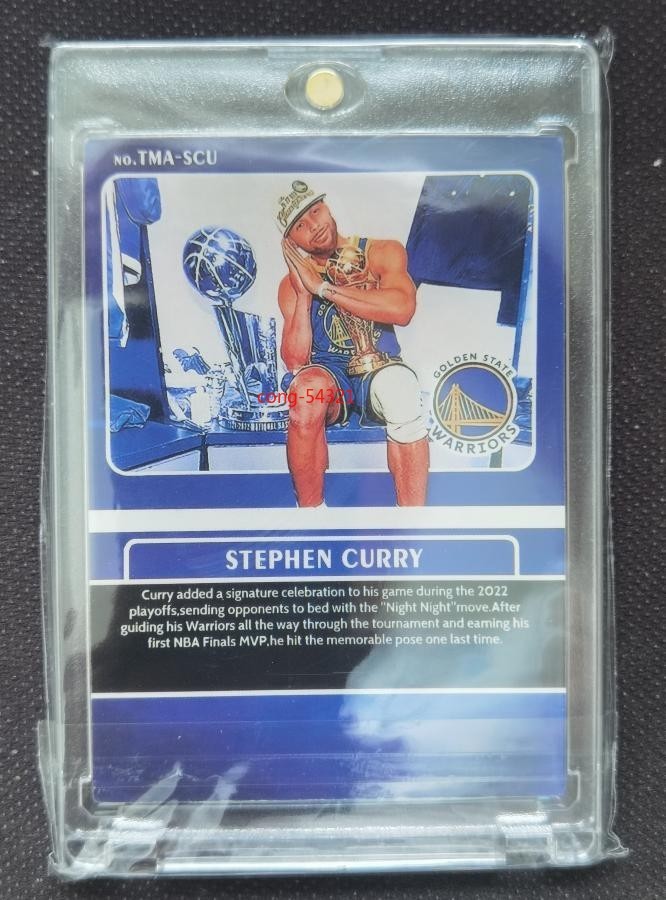 NO.TMA-SCU
GOLDEN STATE
WARRIORS
cong-54321
STEPHEN CURRY
Curry added a signature celebration to his game during the 2022
playoffs,sending opponents to bed with the "Night Night"move.After
guiding his Warriors all the way through the tournament and earning his
first NBA Finals MVP,he hit the memorable pose one last time.